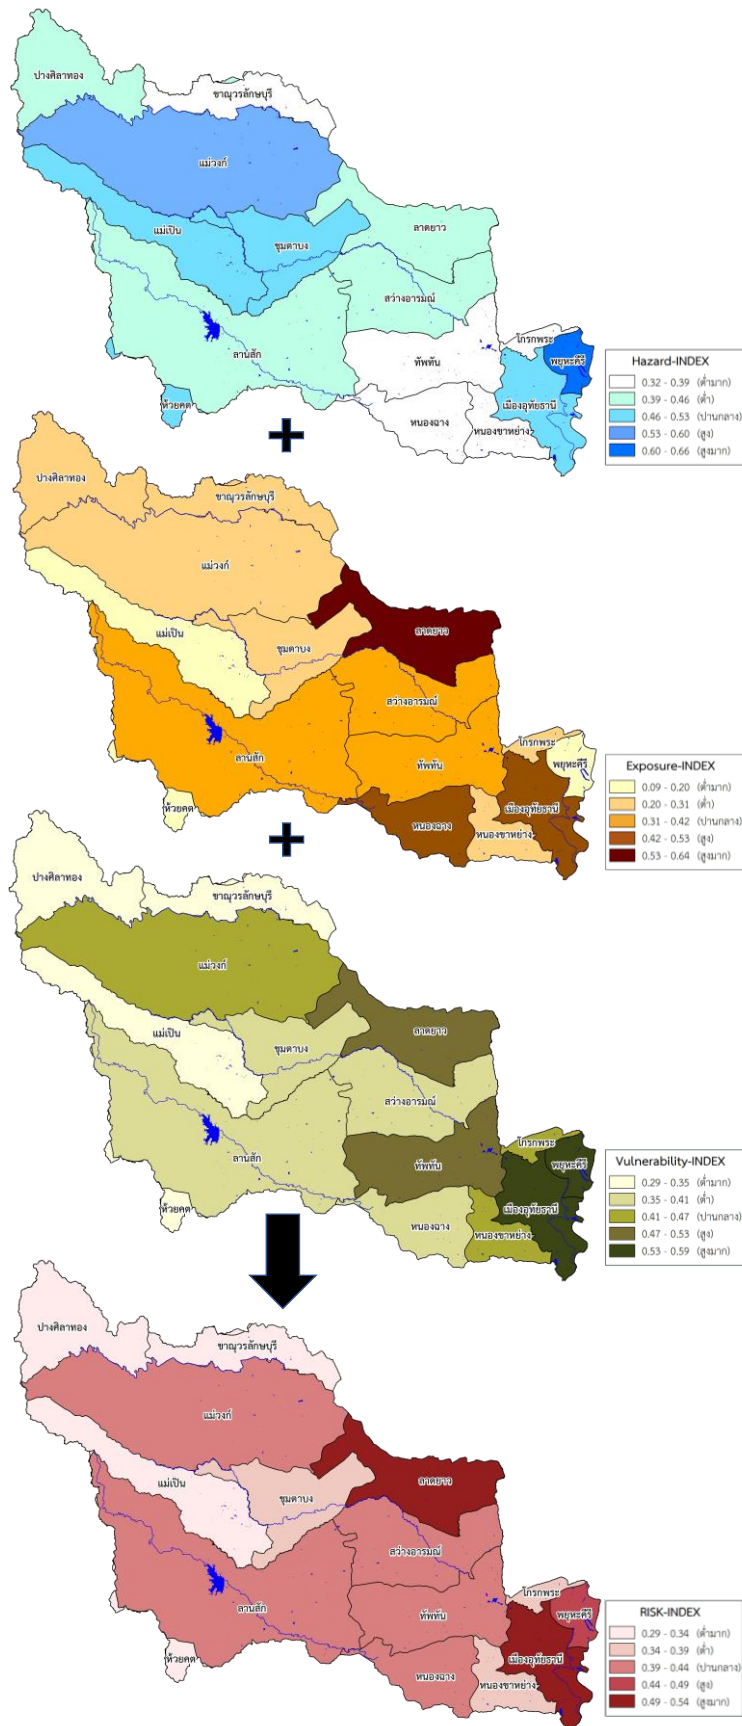 ปางศิลาทอง
ขาณุวรลักษบุรี
แม่วงก์
แม่เปิน
ชุมตาบง
ลาดยาว
สว่างอารมณ์
ลานสัก
ทัพทัน
โกรกพระ
พยุหะคีรี
เมืองอุทัยธานี
ห้วยคต
หนองฉาง
หนองขาหย่าง
Hazard-INDEX
0.32 - 0.39 (ต่ำมาก)
0.39 - 0.46 (ต่ำ)
0.46 - 0.53 (ปานกลาง)
0.53 - 0.60 (สูง)
0.60 - 0.66 (สูงมาก)
+
ปางศิลาทอง
ขาณุวรลักษบุรี
แม่วงก์
แม่เปิน
ชุมตาบง
ลาดยาว
สว่างอารมณ์
ลานสัก
ทัพทัน
โกรกพระ
พยุหะคีรี
เมืองอุทัยธานี
ห้วยคต
หนองฉาง
หนองขาหย่าง
Exposure-INDEX
0.09 - 0.20 (ต่ำมาก)
0.20 - 0.31 (ต่ำ)
0.31 - 0.42 (ปานกลาง)
0.42 - 0.53 (สูง)
0.53 - 0.64 (สูงมาก)
+
ปางศิลาทอง
ขาณุวรลักษบุรี
แม่วงก์
แม่เปิน
ชุมตาบง
ลาดยาว
สว่างอารมณ์
ลานสัก
ทัพทัน
โกรกพระ
พยุหะคีรี
เมืองอุทัยธานี
ห้วยคต
หนองฉาง
หนองขาหย่าง
Vulnerability-INDEX
0.29 - 0.35 (ต่ำมาก)
0.35 - 0.41 (ต่ำ)
0.41 - 0.47 (ปานกลาง)
0.47 - 0.53 (สูง)
0.53 - 0.59 (สูงมาก)
ปางศิลาทอง
ขาณุวรลักษบุรี
แม่วงก์
แม่เปิน
ชุมตาบง
ลาดยาว
สว่างอารมณ์
ลานสัก
ทัพทัน
โกรกพระ
พยุหะคีรี
เมืองอุทัยธานี
ห้วยคต
หนองฉาง
หนองขาหย่าง
RISK-INDEX
0.29 - 0.34 (ต่ำมาก)
0.34 - 0.39 (ต่ำ)
0.39 - 0.44 (ปานกลาง)
0.44 - 0.49 (สูง)
0.49 - 0.54 (สูงมาก)